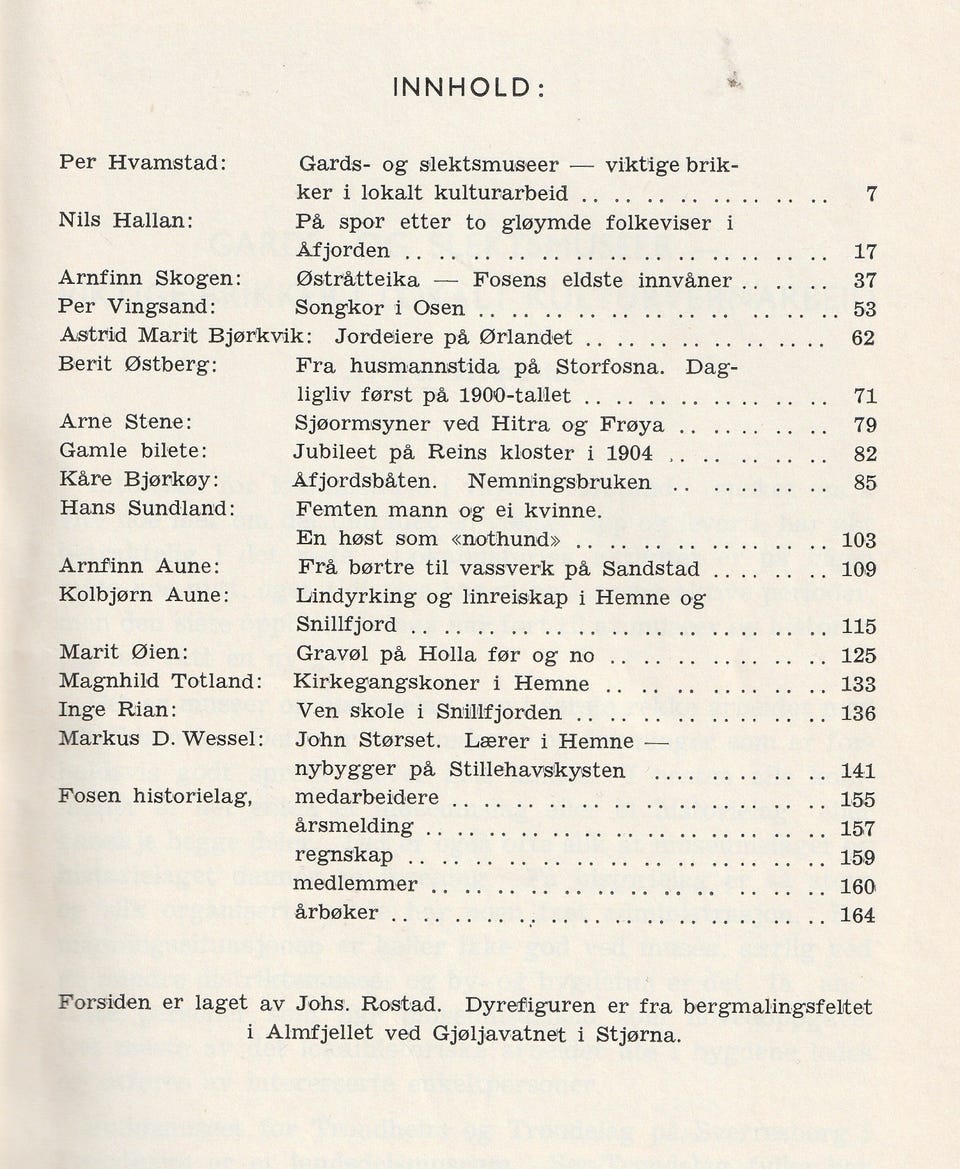 INNHOLD:
Per Hvamstad: Gards- og slektsmuseer — viktige brik-
ker i lokalt kulturarbeid .. .. .. .. .. .. .. .. .. 7
Nils Hallan: På spor etter to gløymde folkeviser i
Åfjorden .. .. .. .. .. .. .. .. .. .. .. .. .. .. .. .. 17
Arnfinn Skogen: Østråtteika — Fosens eldste innvåner .. .. .. 37
Per Vingsand: Songkor i Osen .. .. .. .. .. .. .. .. .. .. .. .. .. 53
Astrid Marit Bjørkvik: Jordeiere på Ørlandet .. .. .. .. .. .. .. .. .. 62
Berit Østberg: Fra husmannstida på Storfosna. Dag-
ligliv først på 1900-tallet .. .. .. .. .. .. .. .. .. 71
Arne Stene: Sjøormsyner ved Hitra og Frøya .. .. .. .. .. 79
Gamle bilete: Jubileet på Reins kloster i 1904 .. .. .. .. .. 82
Kåre Bjørkøy: Åfjordsbåten. Nemningsbruken .. .. .. .. .. 85
Hans Sundland: Femten mann og ei kvinne.
En høst som «nothund» .. .. .. .. .. .. .. .. .. 103
Arnfinn Aune: Frå børtre til vassverk på Sandstad .. .. .. .. 109
Kolbjørn Aune: Lindyrking og linreiskap i Hemne og
Snillfjord .. .. .. .. .. .. .. .. .. .. .. .. .. .. .. 115
Marit Øien: Gravøl på Holla før og no .. .. .. .. .. .. .. 125
Magnhild Totland: Kirkegangskoner i Hemne .. .. .. .. .. .. .. 133
Inge Rian: Ven skole i Snillfjorden .. .. .. .. .. .. .. .. 136
Markus D. Wessel: John Størset. Lærer i Hemne —
nybygger på Stillehavskysten .. .. .. .. .. .. 141
Fosen historielag, medarbeidere .. .. .. .. .. .. .. .. .. .. .. .. .. 155
årsmelding .. .. .. .. .. .. .. .. .. .. .. .. .. .. 157
regnskap .. .. .. .. .. .. .. .. .. .. .. .. .. .. .. 159
medlemmer .. .. .. .. .. .. .. .. .. .. .. .. .. .. 160
årbøker .. .. .. .. .. .. .. .. .. .. .. .. .. .. .. 164
Forsiden er laget av Johs. Rostad. Dyrefiguren er fra bergmalingsfeltet
i Almfjellet ved Gjøljavatnet i Stjørna.